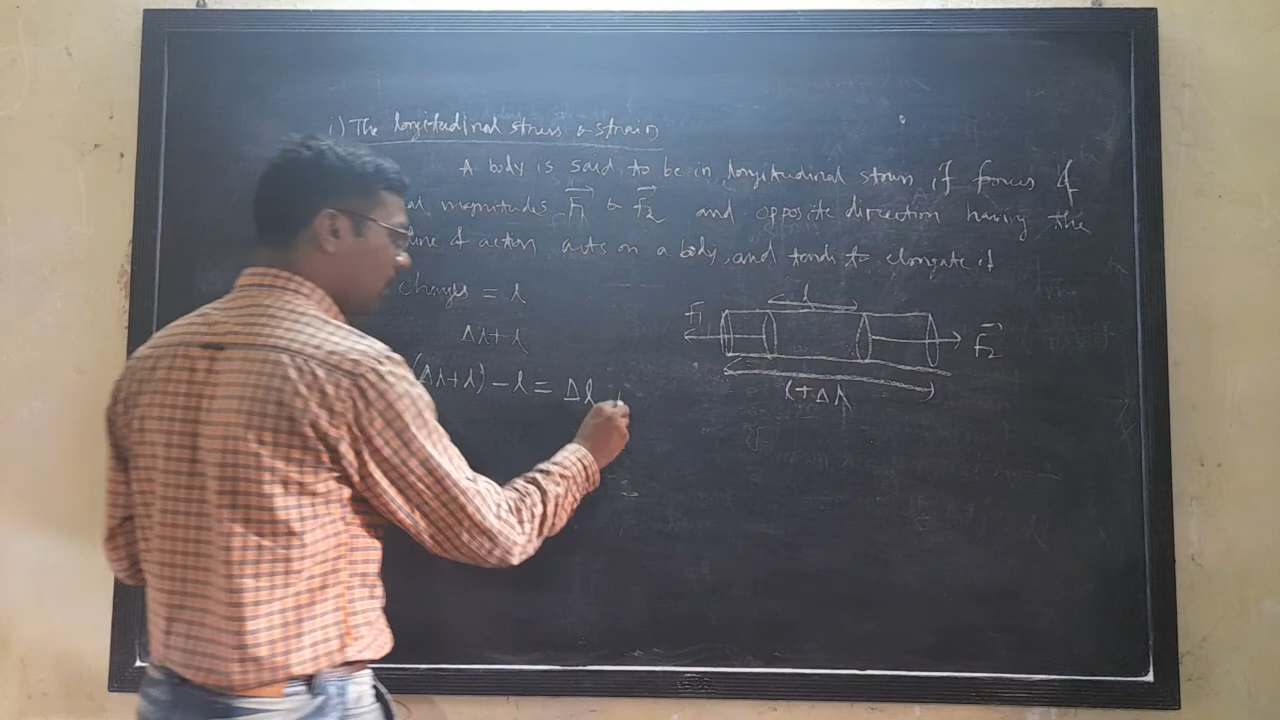 i) The longitudinal stress & strain
A body is said to be in longitudinal stress if forces of
magnitudes F₁ & F₂ and opposite direction having the
line of action acts on a body, and tends to elongate it
changes = l
Δl + l
(Δl + l) - l = Δl
l
F₁
F₂
l + Δl